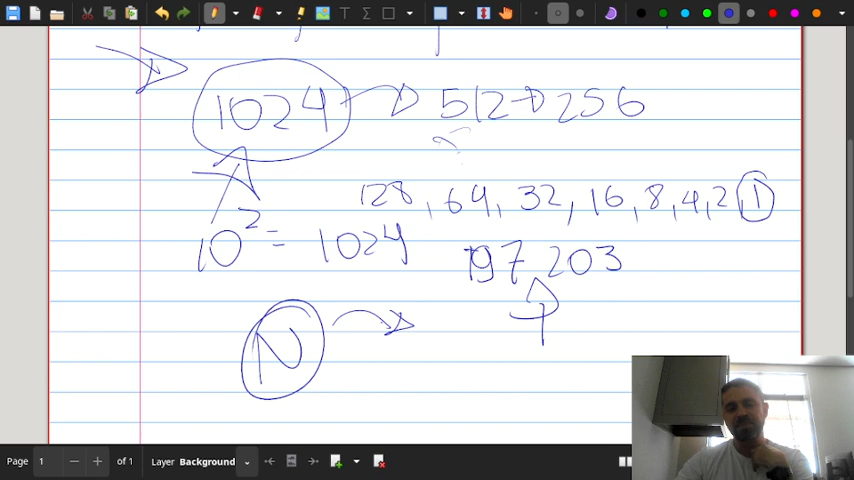 1024 → 512 → 256
128, 64, 32, 16, 8, 4, 2, 1
10² = 1024
197 203
N →
Page 1 of 1 Layer Background